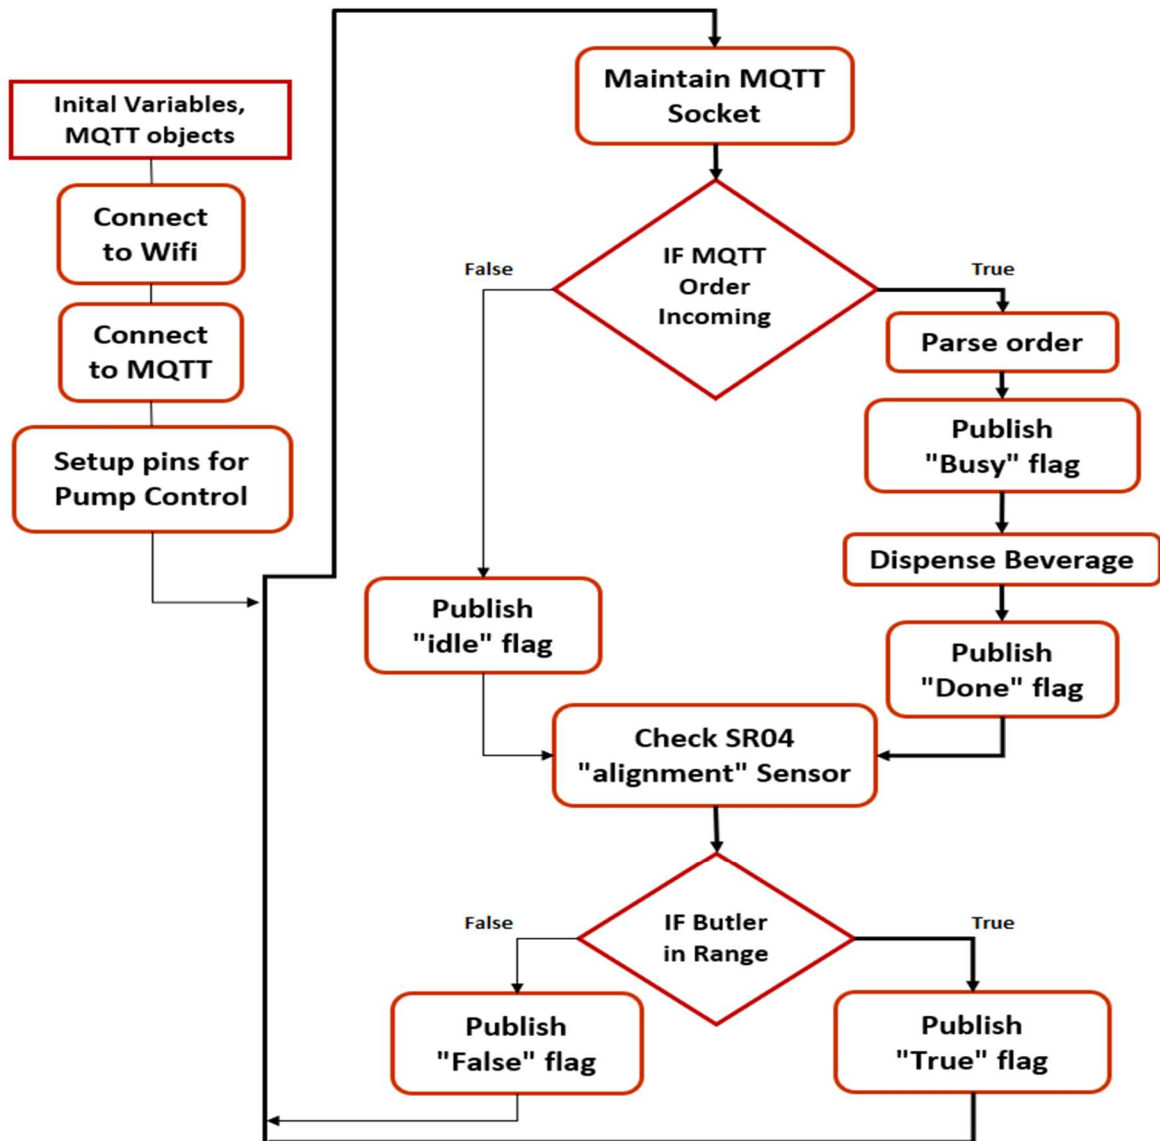 Inital Variables,
MQTT objects
Connect
to Wifi
Connect
to MQTT
Setup pins for
Pump Control
Maintain MQTT
Socket
IF MQTT
Order
Incoming
False
True
Parse order
Publish
"Busy" flag
Dispense Beverage
Publish
"Done" flag
Publish
"idle" flag
Check SR04
"alignment" Sensor
IF Butler
in Range
False
True
Publish
"False" flag
Publish
"True" flag